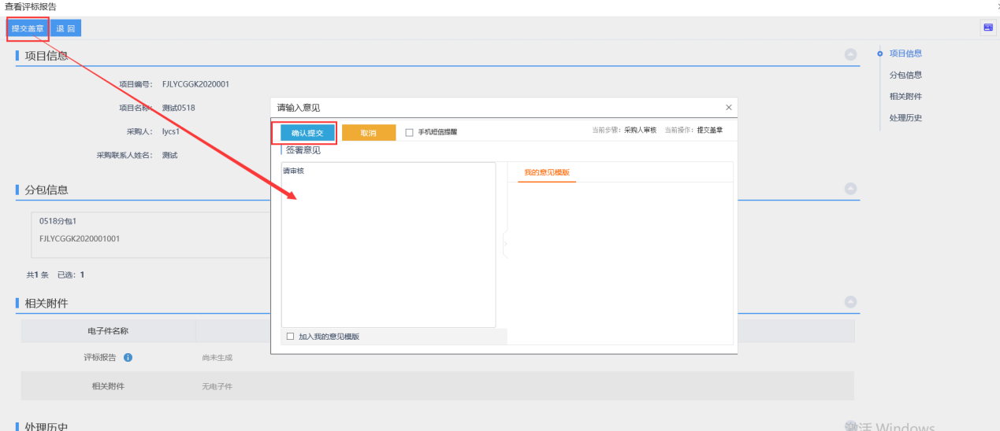 查看评标报告
提交盖章 退 回
项目信息
项目编号： FJLYCGGK2020001
项目名称： 测试0518
采购人： lycs1
采购联系人姓名： 测试
分包信息
0518分包1
FJLYCGGK2020001001
共1 条 已选：1
相关附件
电子件名称
评标报告 尚未生成
相关附件 无电子件
处理历史
请输入意见
确认提交 取消 手机短信提醒 当前步骤：采购人审核 当前操作：提交盖章
签署意见
请审核
我的意见模版
加入我的意见模版
项目信息
分包信息
相关附件
处理历史
激活 Windows